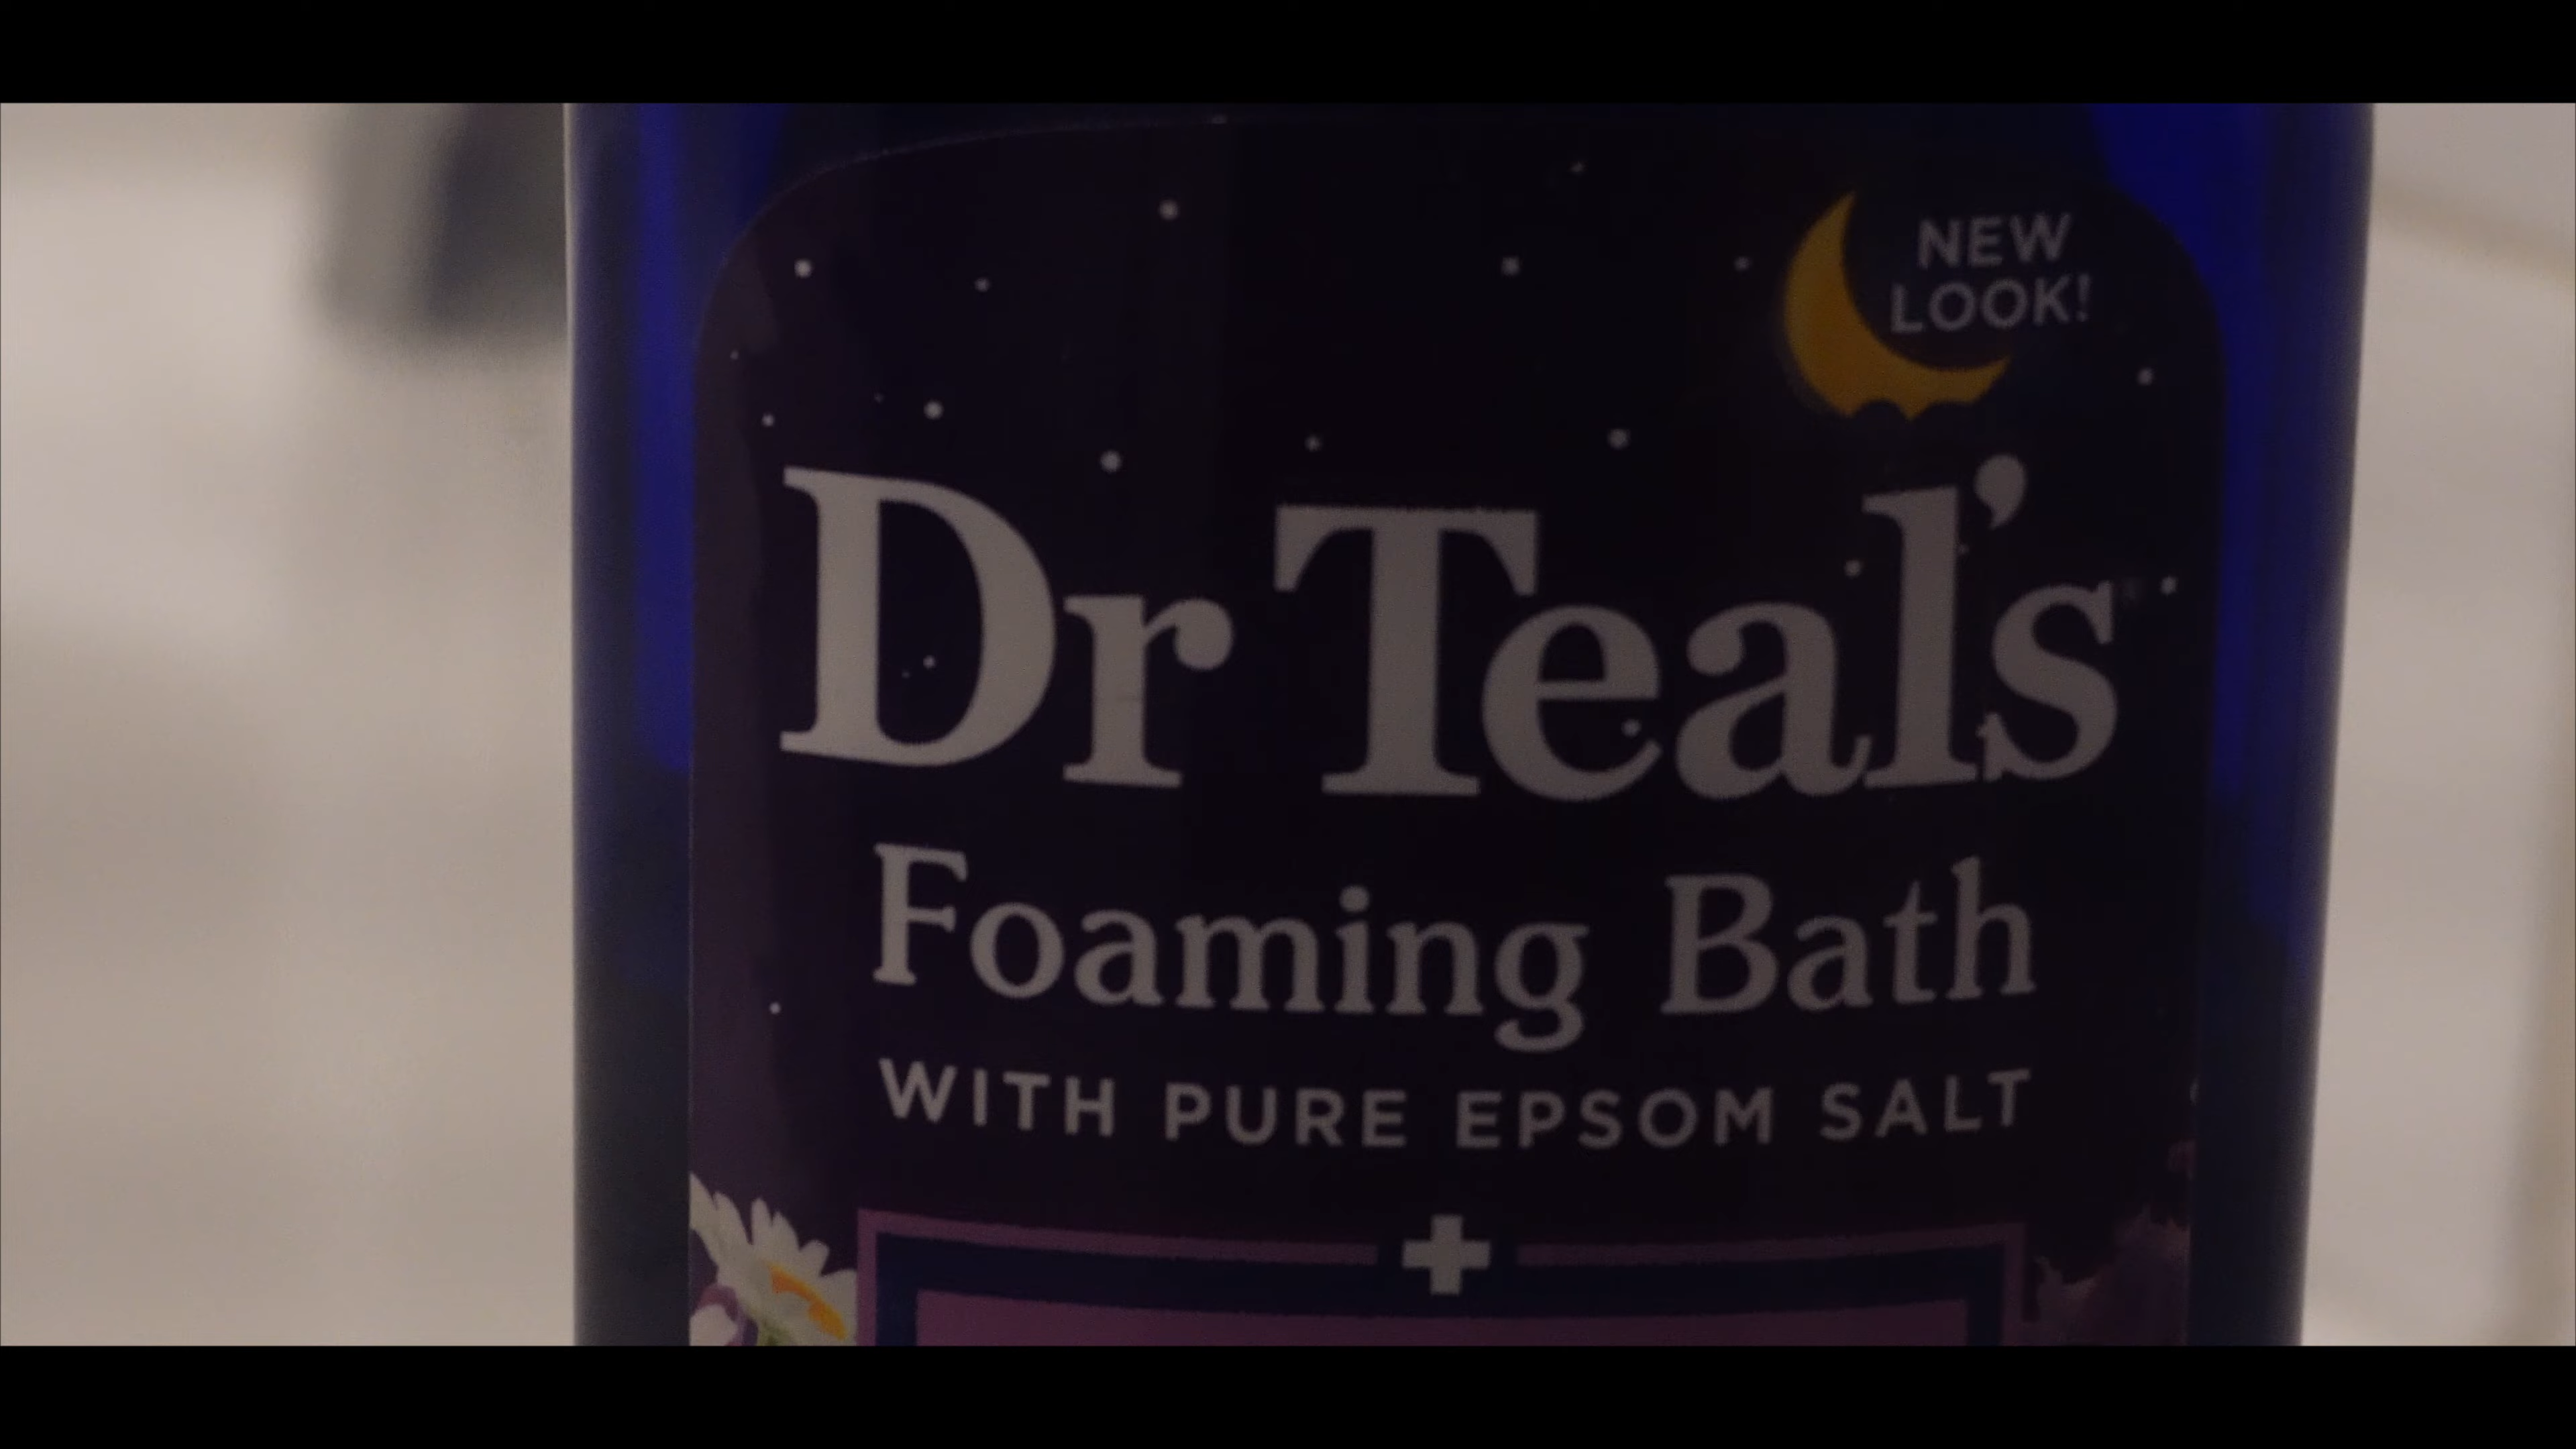 NEW
LOOK!
Dr Teal's
Foaming Bath
WITH PURE EPSOM SALT
+